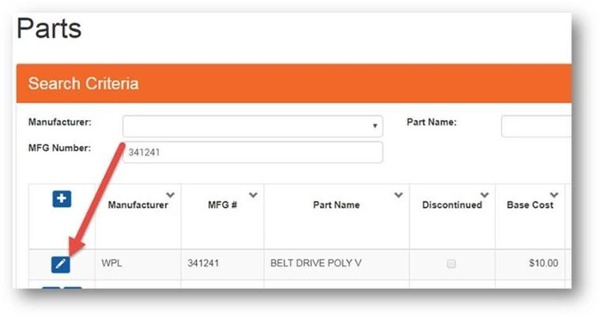 Parts
Search Criteria
Manufacturer: Part Name:
MFG Number: 341241
Manufacturer MFG # Part Name Discontinued Base Cost
WPL 341241 BELT DRIVE POLY V $10.00